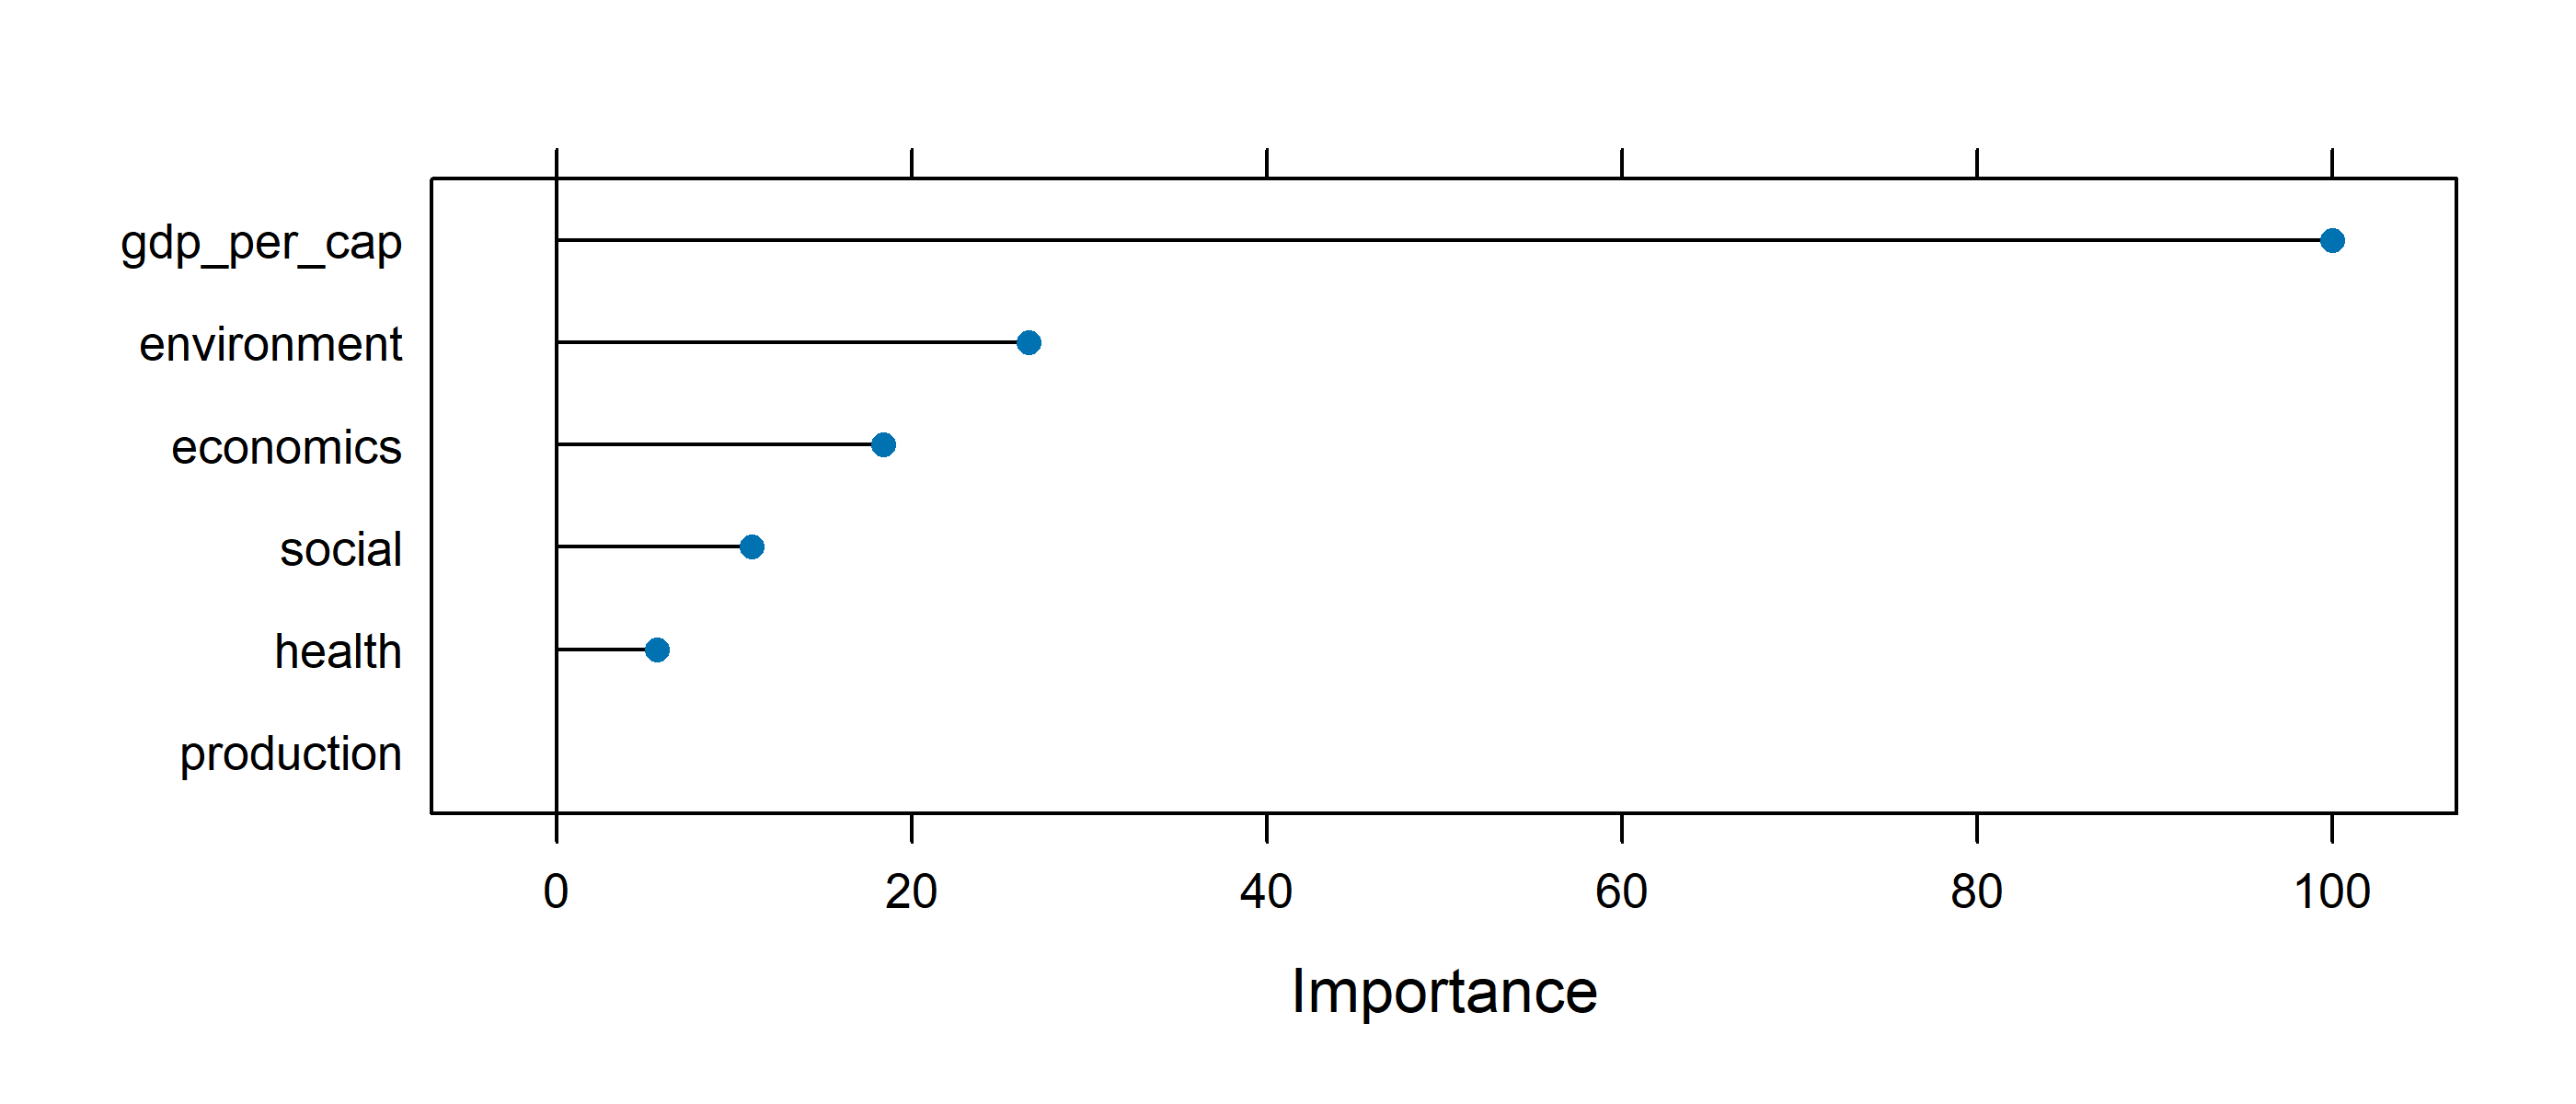 gdp_per_cap
environment
economics
social
health
production
0 20 40 60 80 100
Importance